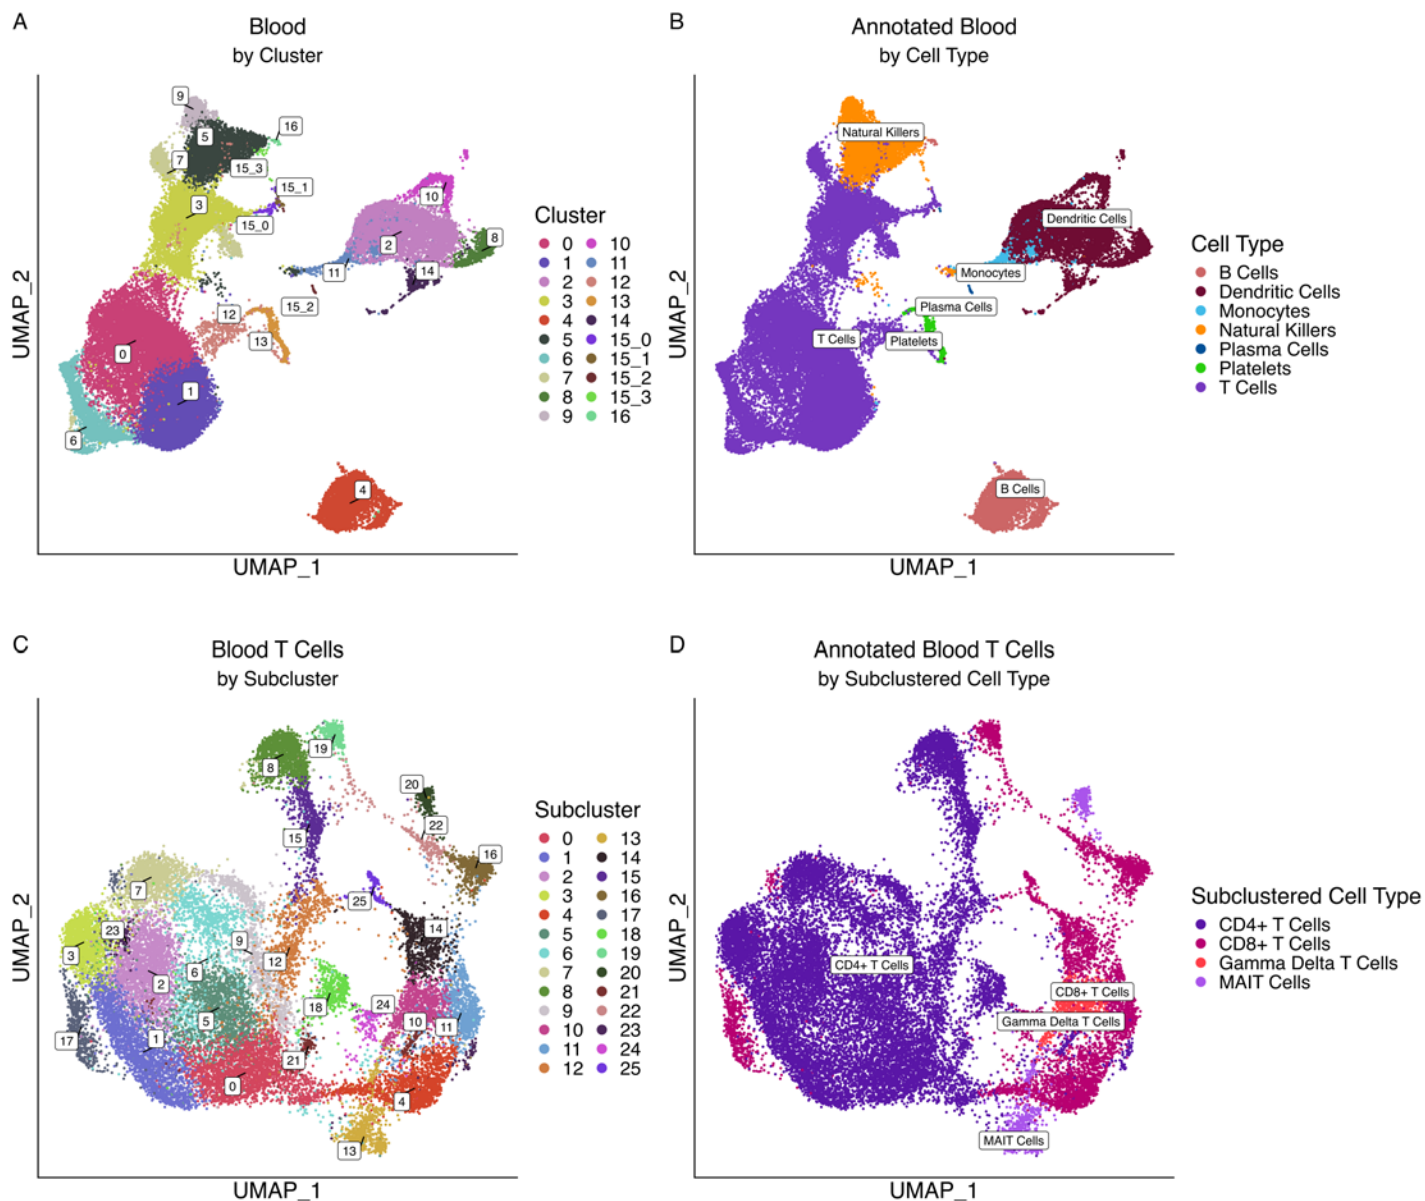 A
Blood
by Cluster
9
5
16
7
15_3
15_1
3
15_0
10
2
8
11
14
15_2
12
13
0
1
6
4
UMAP_2
UMAP_1
Cluster
0
1
2
3
4
5
6
7
8
9
10
11
12
13
14
15_0
15_1
15_2
15_3
16
B
Annotated Blood
by Cell Type
Natural Killers
Dendritic Cells
Monocytes
Plasma Cells
T Cells
Platelets
B Cells
UMAP_2
UMAP_1
Cell Type
B Cells
Dendritic Cells
Monocytes
Natural Killers
Plasma Cells
Platelets
T Cells
C
Blood T Cells
by Subcluster
19
8
20
22
15
16
7
25
23
14
3
9
12
6
2
18
24
5
10
11
17
1
21
0
4
13
UMAP_2
UMAP_1
Subcluster
0
1
2
3
4
5
6
7
8
9
10
11
12
13
14
15
16
17
18
19
20
21
22
23
24
25
D
Annotated Blood T Cells
by Subclustered Cell Type
CD4+ T Cells
CD8+ T Cells
Gamma Delta T Cells
MAIT Cells
UMAP_2
UMAP_1
Subclustered Cell Type
CD4+ T Cells
CD8+ T Cells
Gamma Delta T Cells
MAIT Cells